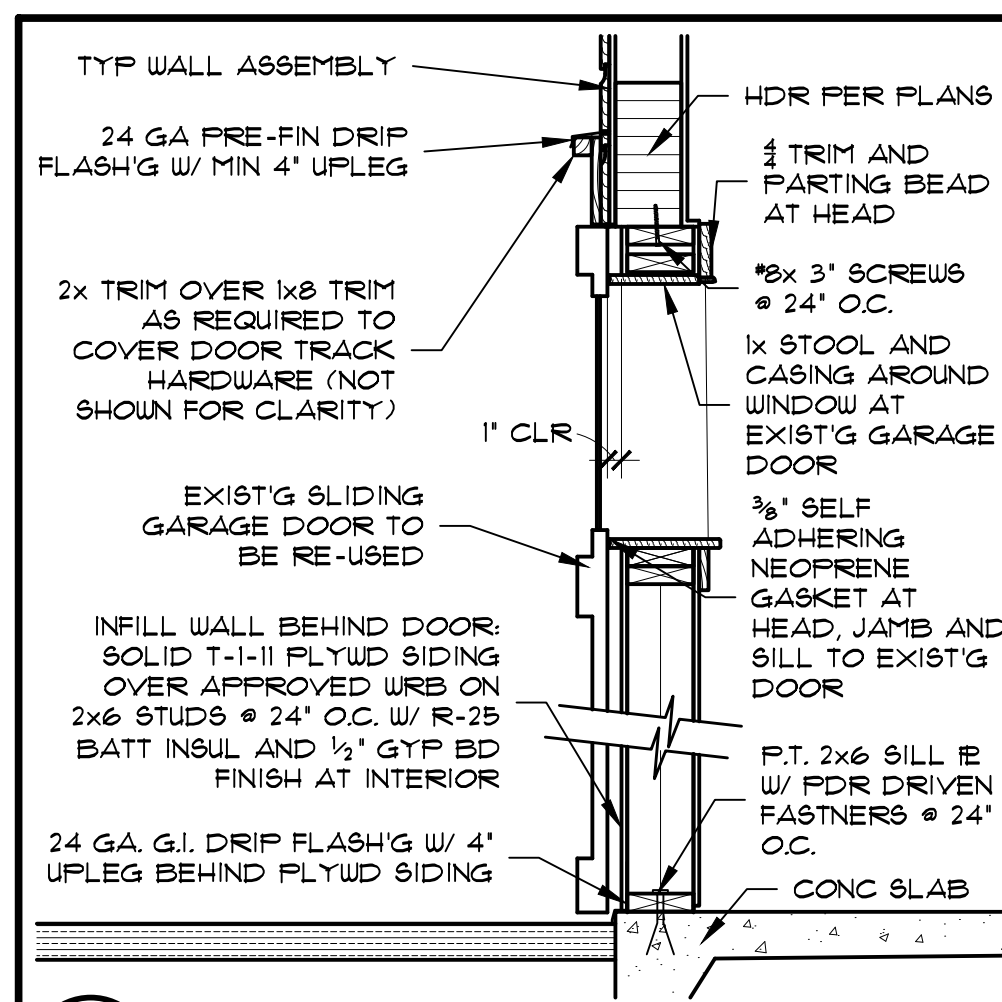 TYP WALL ASSEMBLY
24 GA PRE-FIN DRIP
FLASH'G W/ MIN 4" UPLEG
2x TRIM OVER 1x8 TRIM
AS REQUIRED TO
COVER DOOR TRACK
HARDWARE (NOT
SHOWN FOR CLARITY)
1" CLR
EXIST'G SLIDING
GARAGE DOOR TO
BE RE-USED
INFILL WALL BEHIND DOOR:
SOLID T-1-11 PLYWD SIDING
OVER APPROVED WRB ON
2x6 STUDS @ 24" O.C. W/ R-25
BATT INSUL AND ½" GYP BD
FINISH AT INTERIOR
24 GA. G.I. DRIP FLASH'G W/ 4"
UPLEG BEHIND PLYWD SIDING
HDR PER PLANS
4/4 TRIM AND
PARTING BEAD
AT HEAD
#8x 3" SCREWS
@ 24" O.C.
1x STOOL AND
CASING AROUND
WINDOW AT
EXIST'G GARAGE
DOOR
⅜" SELF
ADHERING
NEOPRENE
GASKET AT
HEAD, JAMB AND
SILL TO EXIST'G
DOOR
P.T. 2x6 SILL PL
W/ PDR DRIVEN
FASTNERS @ 24"
O.C.
CONC SLAB